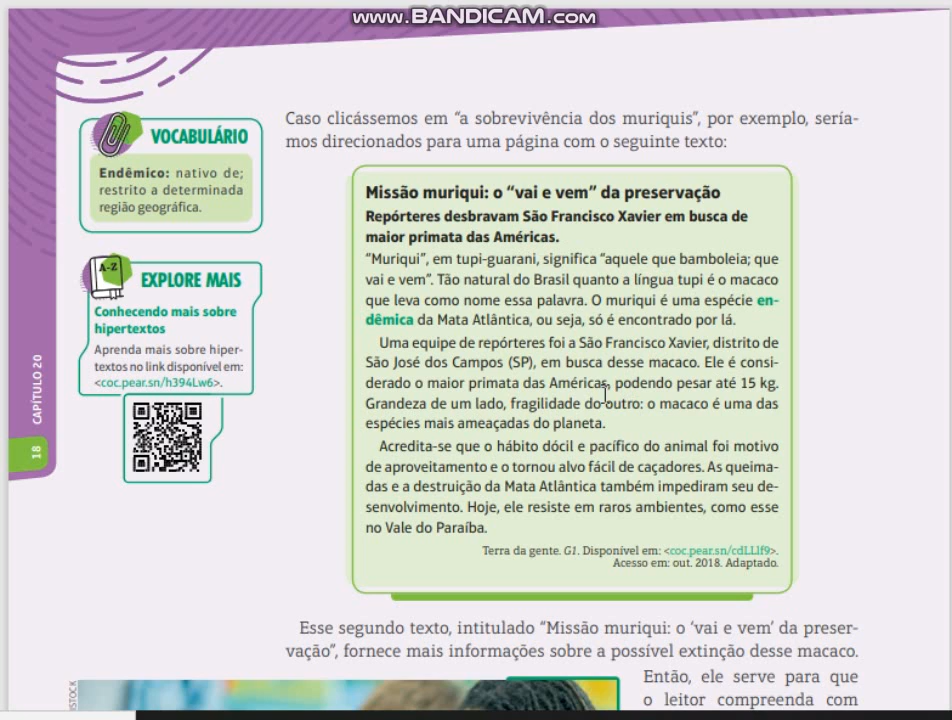 www.BANDICAM.com
Caso clicássemos em “a sobrevivência dos muriquis”, por exemplo, sería-
mos direcionados para uma página com o seguinte texto:
VOCABULÁRIO
Endêmico: nativo de;
restrito a determinada
região geográfica.
A-Z
EXPLORE MAIS
Conhecendo mais sobre
hipertextos
Aprenda mais sobre hiper-
textos no link disponível em:
<coc.pear.sn/h394Lw6>.
CAPÍTULO 20
18
Missão muriqui: o “vai e vem” da preservação
Repórteres desbravam São Francisco Xavier em busca de
maior primata das Américas.
“Muriqui”, em tupi-guarani, significa “aquele que bamboleia; que
vai e vem”. Tão natural do Brasil quanto a língua tupi é o macaco
que leva como nome essa palavra. O muriqui é uma espécie en-
dêmica da Mata Atlântica, ou seja, só é encontrado por lá.
Uma equipe de repórteres foi a São Francisco Xavier, distrito de
São José dos Campos (SP), em busca desse macaco. Ele é consi-
derado o maior primata das Américas, podendo pesar até 15 kg.
Grandeza de um lado, fragilidade do outro: o macaco é uma das
espécies mais ameaçadas do planeta.
Acredita-se que o hábito dócil e pacífico do animal foi motivo
de aproveitamento e o tornou alvo fácil de caçadores. As queima-
das e a destruição da Mata Atlântica também impediram seu de-
senvolvimento. Hoje, ele resiste em raros ambientes, como esse
no Vale do Paraíba.
Terra da gente. G1. Disponível em: <coc.pear.sn/cdLLlf9>.
Acesso em: out. 2018. Adaptado.
Esse segundo texto, intitulado “Missão muriqui: o ‘vai e vem’ da preser-
vação”, fornece mais informações sobre a possível extinção desse macaco.
Então, ele serve para que
o leitor compreenda com
ISTOCK